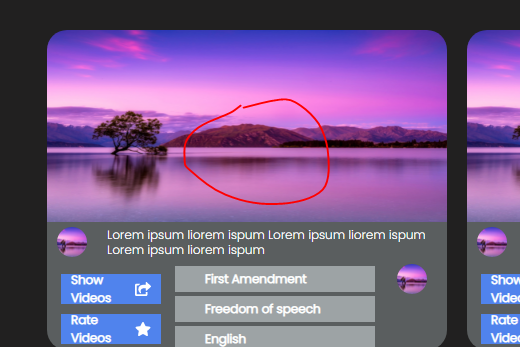 Lorem ipsum liorem ispum Lorem ipsum liorem ispum
Lorem ipsum liorem ispum
Show
Videos
First Amendment
Freedom of speech
Rate
Videos
English
Show
Videos
Rate
Videos